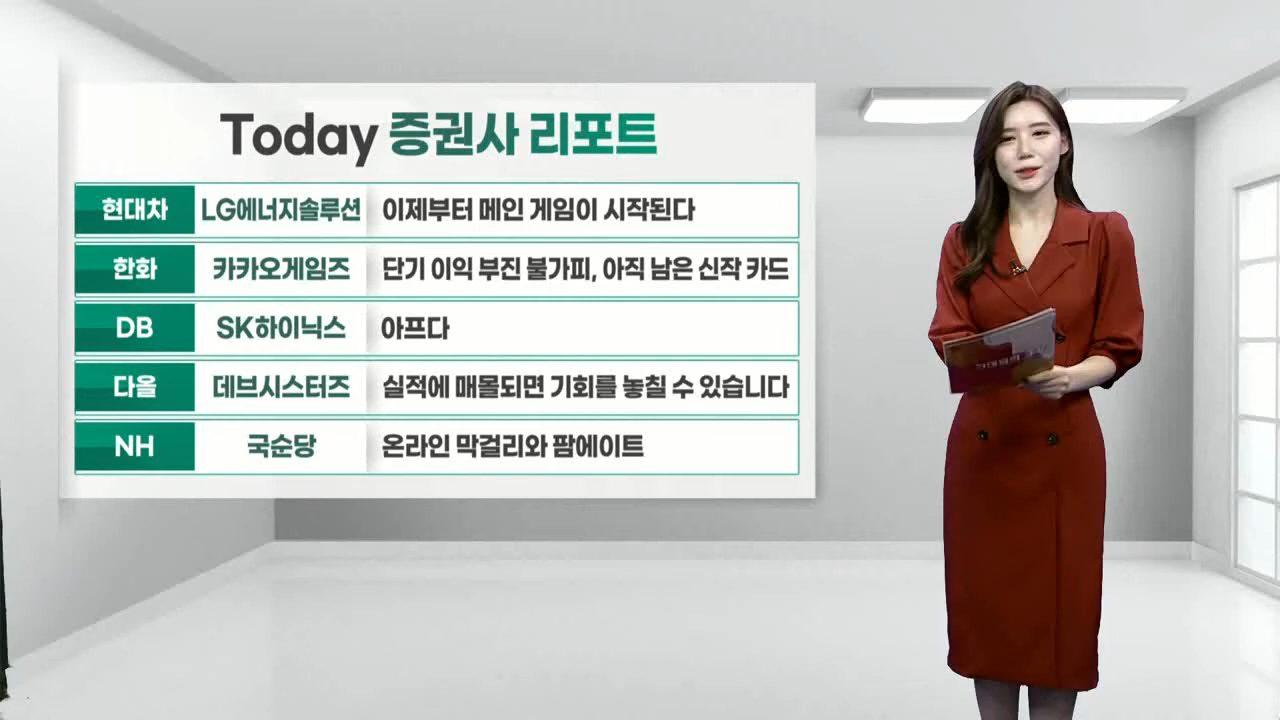 Today 증권사 리포트
현대차 LG에너지솔루션 이제부터 메인 게임이 시작된다
한화 카카오게임즈 단기 이익 부진 불가피, 아직 남은 신작 카드
DB SK하이닉스 아프다
다올 데브시스터즈 실적에 매몰되면 기회를 놓칠 수 있습니다
NH 국순당 온라인 막걸리와 팜에이트